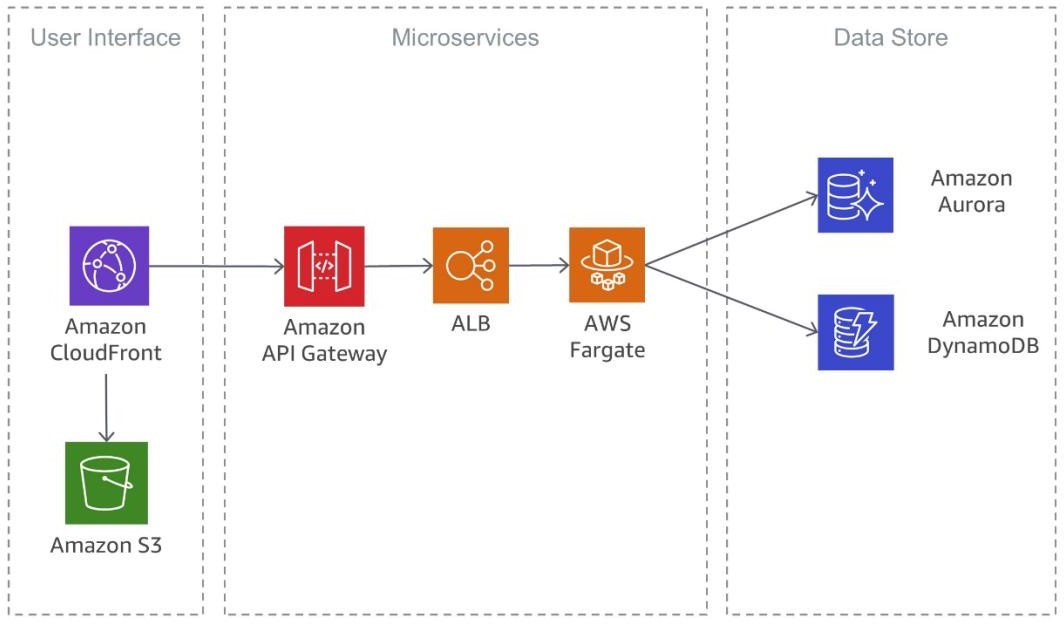 User Interface
Microservices
Data Store
Amazon
Aurora
Amazon
CloudFront
Amazon
API Gateway
ALB
AWS
Fargate
Amazon
DynamoDB
Amazon S3